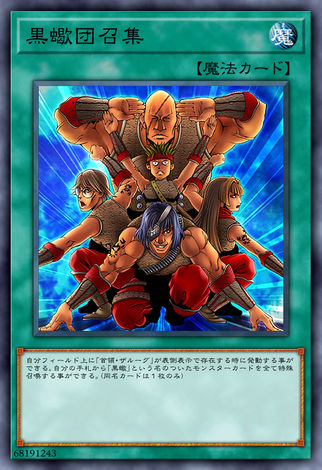 黒蠍団召集
魔
【魔法カード】
自分フィールド上に「首領・ザルーグ」が表側表示で存在する時に発動する事が
できる。自分の手札から「黒蠍」という名のついたモンスターカードを全て特殊
召喚する事ができる。(同名カードは1枚のみ)
68191243